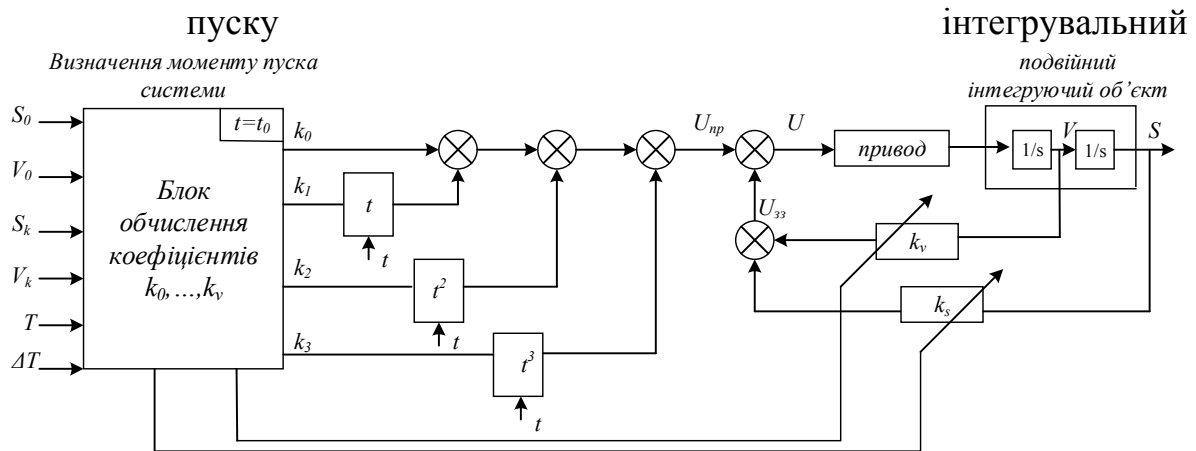 пуску
інтегрувальний
Визначення моменту пуска
системи
подвійний
інтегруючий об’єкт
S₀
V₀
Sₖ
Vₖ
T
ΔT
t=t₀
Блок
обчислення
коефіцієнтів
k₀,...,kᵥ
k₀
k₁
k₂
k₃
t
t
t²
t
t³
t
Uпр
U
Uзз
привод
1/s
V
1/s
S
kᵥ
kₛ